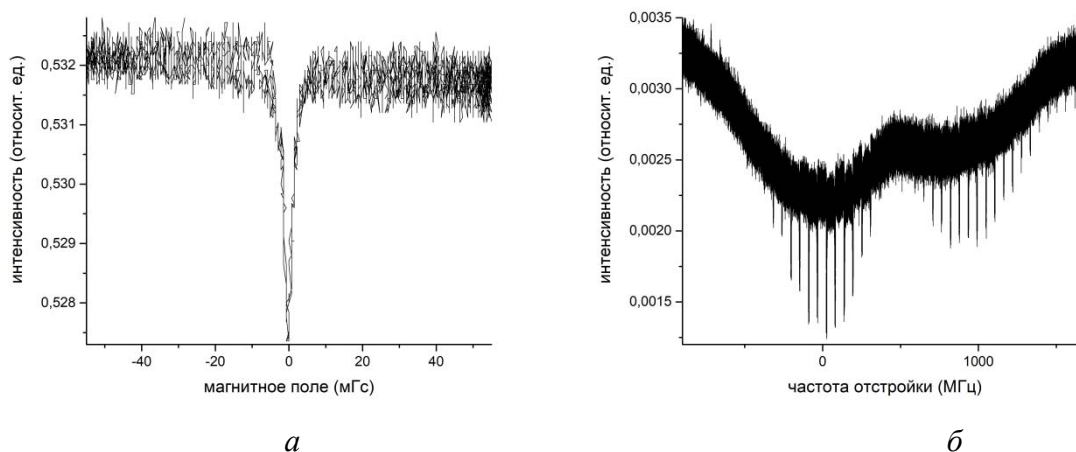 интенсивность (относит. ед.)
0,532
0,531
0,530
0,529
0,528
-40
-20
0
20
40
магнитное поле (мГс)
а
интенсивность (относит. ед.)
0,0035
0,0030
0,0025
0,0020
0,0015
0
1000
частота отстройки (МГц)
б